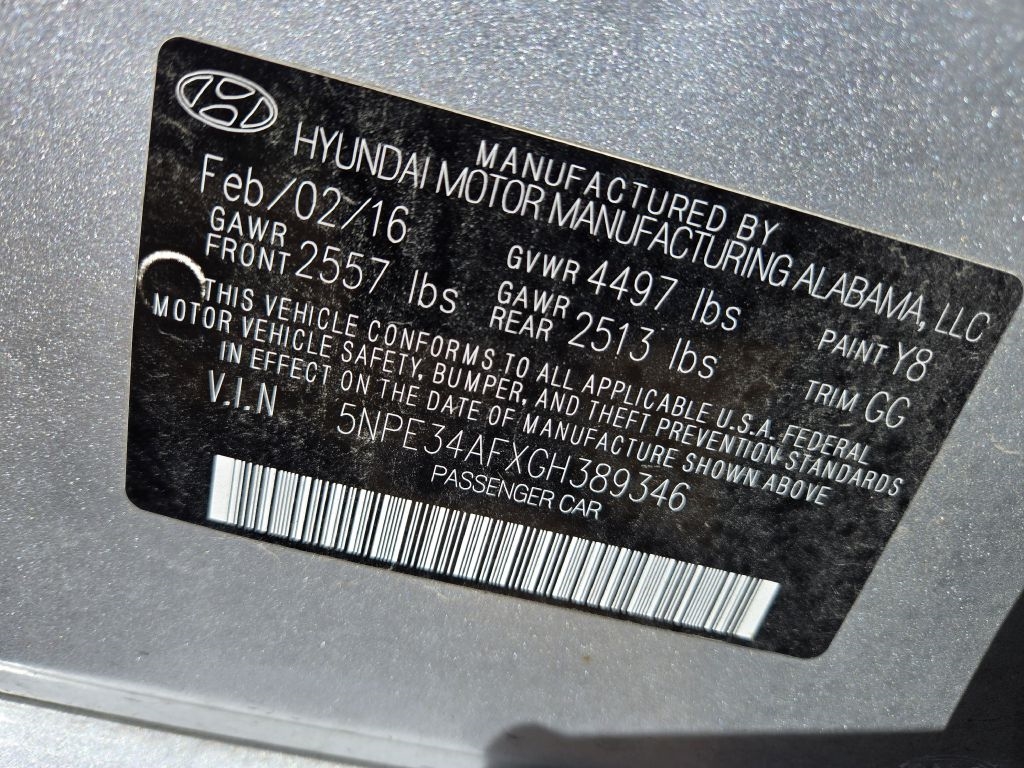 MANUFACTURED BY
HYUNDAI MOTOR MANUFACTURING ALABAMA, LLC
Feb/02/16 GVWR 4497 lbs PAINT Y8
GAWR FRONT 2557 lbs GAWR REAR 2513 lbs TRIM GG
THIS VEHICLE CONFORMS TO ALL APPLICABLE U.S.A. FEDERAL
MOTOR VEHICLE SAFETY, BUMPER, AND THEFT PREVENTION STANDARDS
IN EFFECT ON THE DATE OF MANUFACTURE SHOWN ABOVE
V.I.N 5NPE34AFXGH389346
PASSENGER CAR